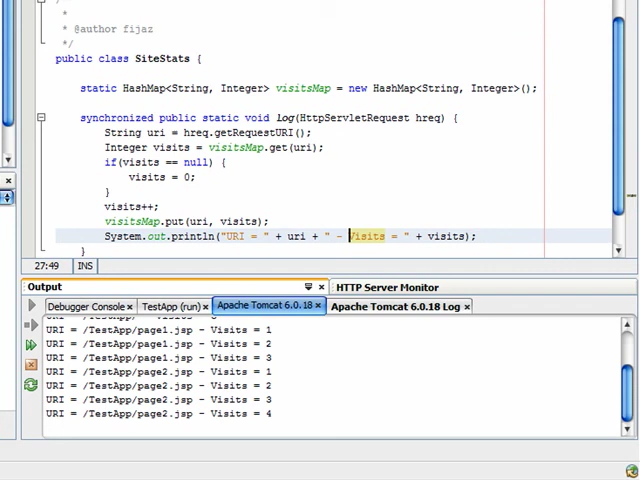 *
* @author fijaz
*/
public class SiteStats {
static HashMap<String, Integer> visitsMap = new HashMap<String, Integer>();
synchronized public static void Log(HttpServletRequest hreq) {
String uri = hreq.getRequestURI();
Integer visits = visitsMap.get(uri);
if(visits == null) {
visits = 0;
}
visits++;
visitsMap.put(uri, visits);
System.out.println("URI = " + uri + " - Visits = " + visits);
}
27:49 INS
Output HTTP Server Monitor
Debugger Console TestApp (run) Apache Tomcat 6.0.18 Apache Tomcat 6.0.18 Log
URI = /TestApp/page1.jsp - Visits = 1
URI = /TestApp/page1.jsp - Visits = 2
URI = /TestApp/page1.jsp - Visits = 3
URI = /TestApp/page2.jsp - Visits = 1
URI = /TestApp/page2.jsp - Visits = 2
URI = /TestApp/page2.jsp - Visits = 3
URI = /TestApp/page2.jsp - Visits = 4